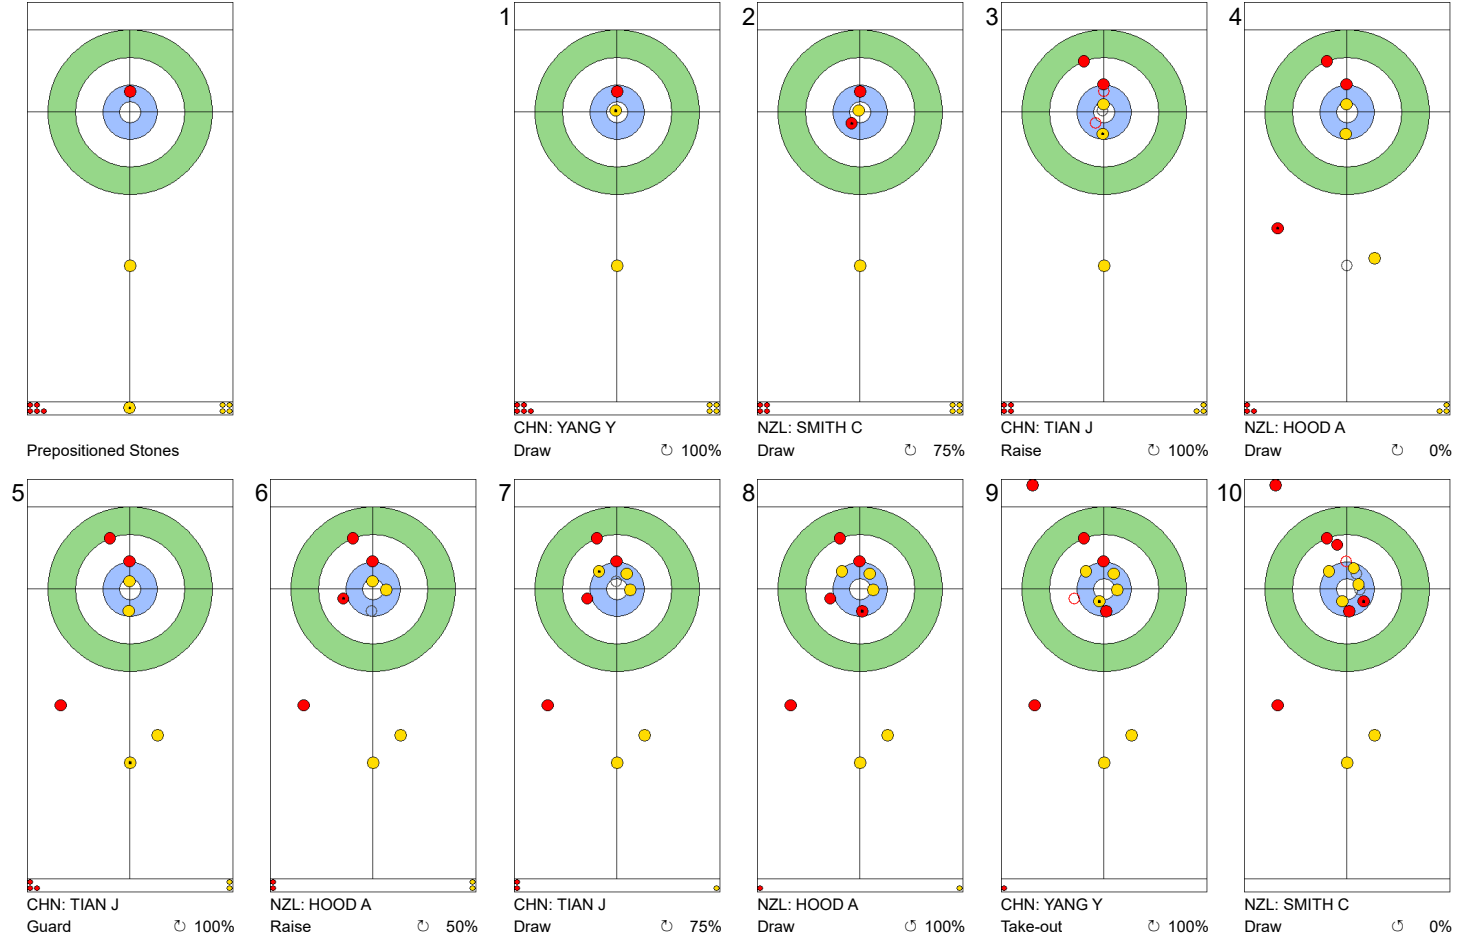 1
2
3
4
Prepositioned Stones
CHN: YANG Y
Draw ↻ 100%
NZL: SMITH C
Draw ↻ 75%
CHN: TIAN J
Raise ↻ 100%
NZL: HOOD A
Draw ↻ 0%
5
6
7
8
9
10
CHN: TIAN J
Guard ↻ 100%
NZL: HOOD A
Raise ↻ 50%
CHN: TIAN J
Draw ↻ 75%
NZL: HOOD A
Draw ↺ 100%
CHN: YANG Y
Take-out ↻ 100%
NZL: SMITH C
Draw ↺ 0%